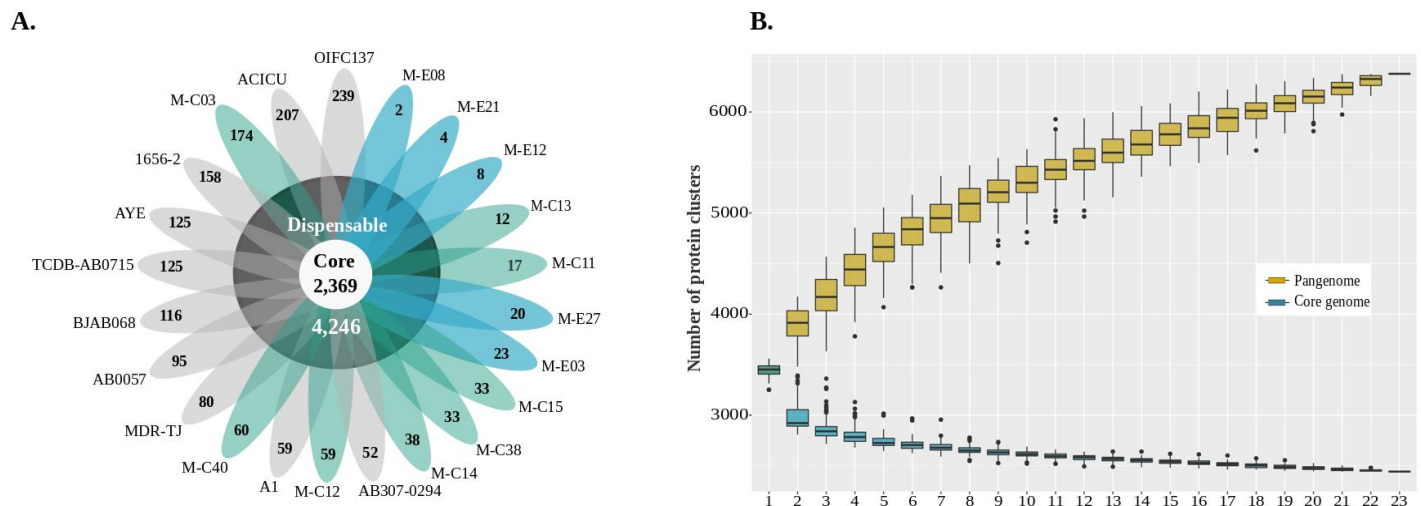 A.
B.
OIFC137
239
M-E08
2
M-E21
4
M-E12
8
M-C13
12
M-C11
17
M-E27
20
M-E03
23
M-C15
33
M-C38
33
M-C14
38
AB307-0294
52
M-C12
59
A1
59
M-C40
60
MDR-TJ
80
AB0057
95
BJAB068
116
TCDB-AB0715
125
AYE
125
1656-2
158
M-C03
174
ACICU
207
Dispensable
Core
2,369
4,246
Number of protein clusters
6000
5000
4000
3000
Pangenome
Core genome
1 2 3 4 5 6 7 8 9 10 11 12 13 14 15 16 17 18 19 20 21 22 23